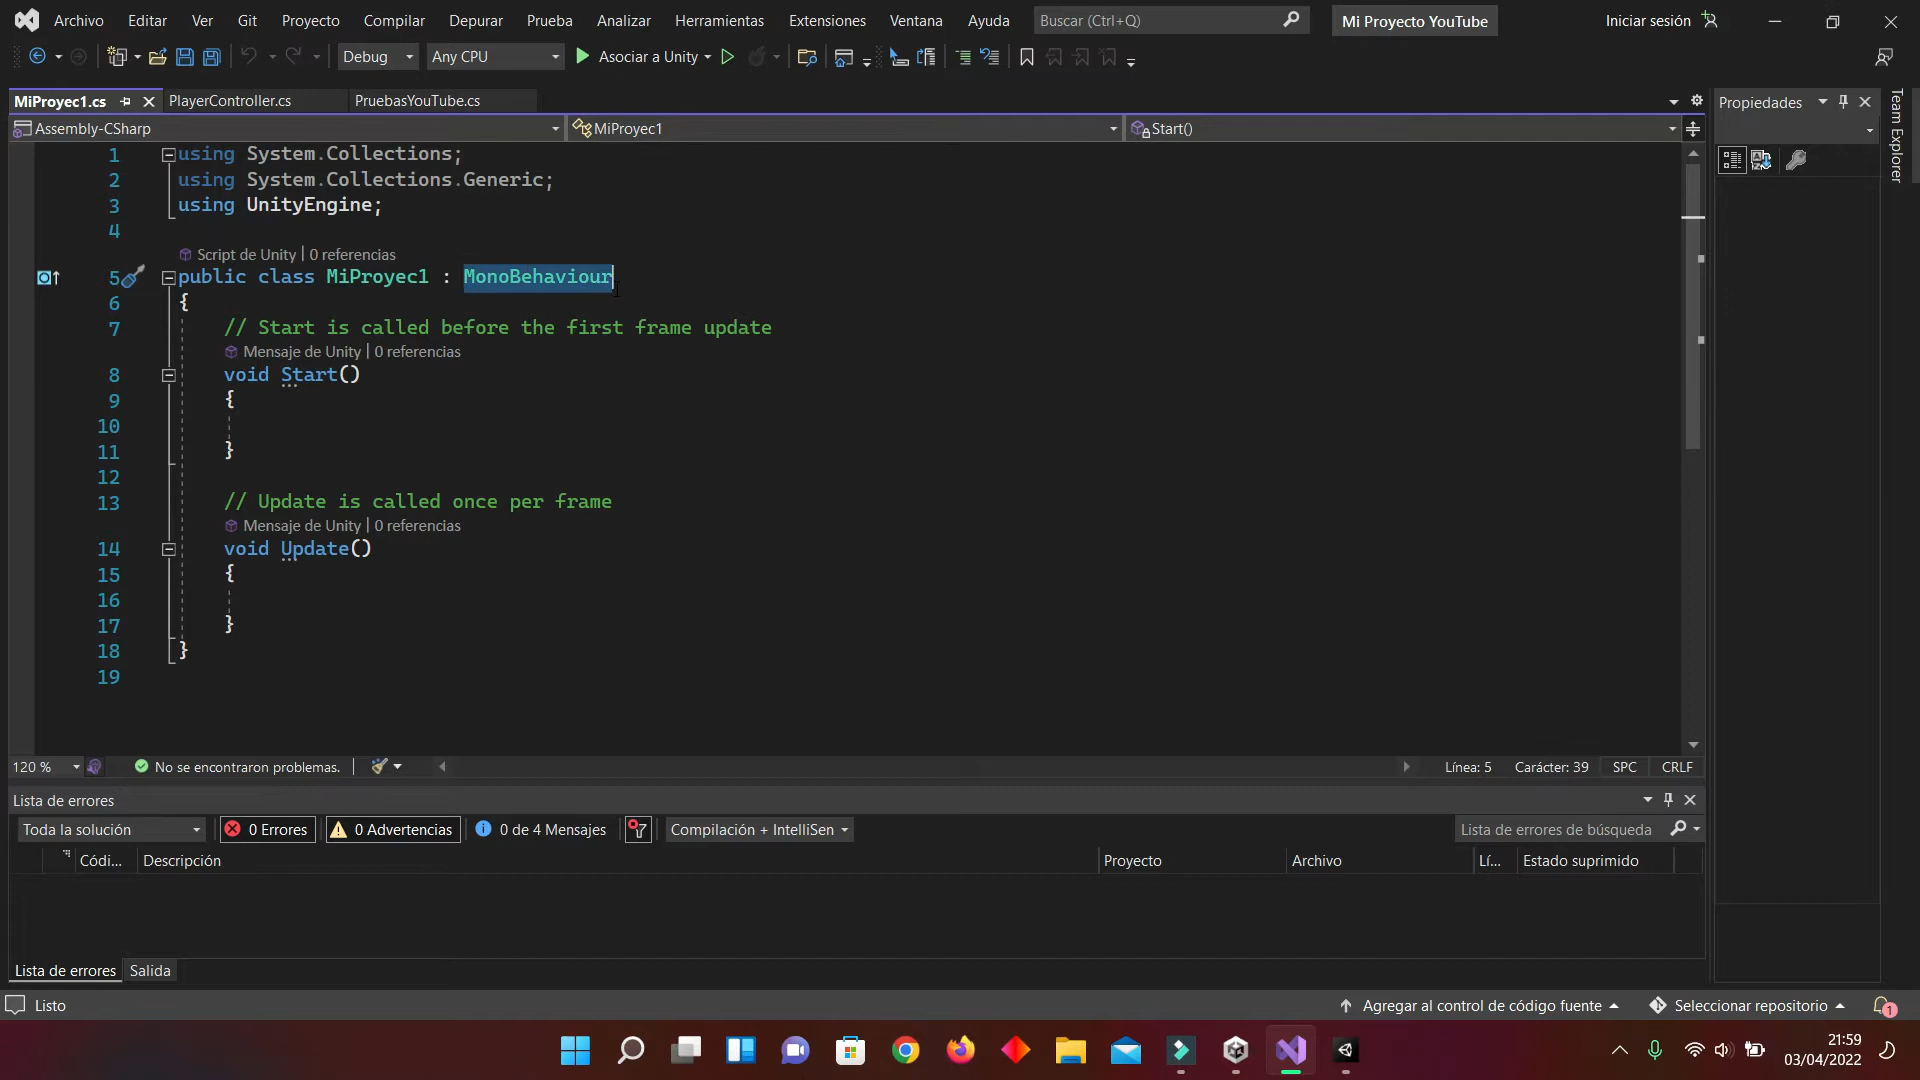 Archivo Editar Ver Git Proyecto Compilar Depurar Prueba Analizar Herramientas Extensiones Ventana Ayuda Buscar (Ctrl+Q) Mi Proyecto YouTube Iniciar sesión
Debug Any CPU Asociar a Unity
MiProyec1.cs PlayerController.cs PruebasYouTube.cs
Propiedades
Team Explorer
Assembly-CSharp MiProyec1 Start()
1 using System.Collections;
2 using System.Collections.Generic;
3 using UnityEngine;
4
Script de Unity | 0 referencias
5 public class MiProyec1 : MonoBehaviour
6 {
7 // Start is called before the first frame update
Mensaje de Unity | 0 referencias
8 void Start()
9 {
10
11 }
12
13 // Update is called once per frame
Mensaje de Unity | 0 referencias
14 void Update()
15 {
16
17 }
18 }
19
120 % No se encontraron problemas. Línea: 5 Carácter: 39 SPC CRLF
Lista de errores
Toda la solución 0 Errores 0 Advertencias 0 de 4 Mensajes Compilación + IntelliSen Lista de errores de búsqueda
Códi... Descripción Proyecto Archivo Lí... Estado suprimido
Lista de errores Salida
Listo Agregar al control de código fuente Seleccionar repositorio 1
21:59
03/04/2022